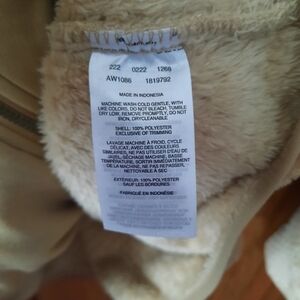 222 0222 1268
AW1086 1819792
MADE IN INDONESIA
MACHINE WASH COLD GENTLE, WITH
LIKE COLORS, DO NOT BLEACH, TUMBLE
DRY LOW, REMOVE PROMPTLY, DO NOT
IRON, DRYCLEANABLE
SHELL: 100% POLYESTER
EXCLUSIVE OF TRIMMING
LAVAGE MACHINE À FROID, CYCLE
DÉLICAT, AVEC DES COULEURS
SIMILAIRES, NE PAS UTILISER D'EAU DE
JAVEL, SÉCHAGE MACHINE, BASSE
TEMPÉRATURE, SORTIR IMMÉDIATEMENT
DE LA MACHINE, NE PAS REPASSER,
NETTOYABLE À SEC
EXTÉRIEUR: 100% POLYESTER
SAUF LES BORDURES
FABRIQUÉ EN INDONÉSIE